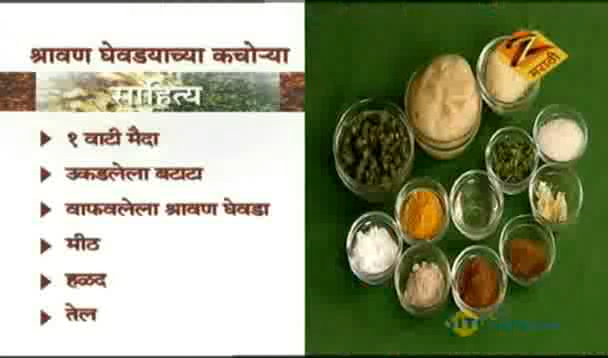 श्रावण घेवडयाच्या कचोऱ्या
साहित्य
१ वाटी मैदा
उकडलेला बटाटा
वाफवलेला श्रावण घेवडा
मीठ
हळद
तेल
मराठी